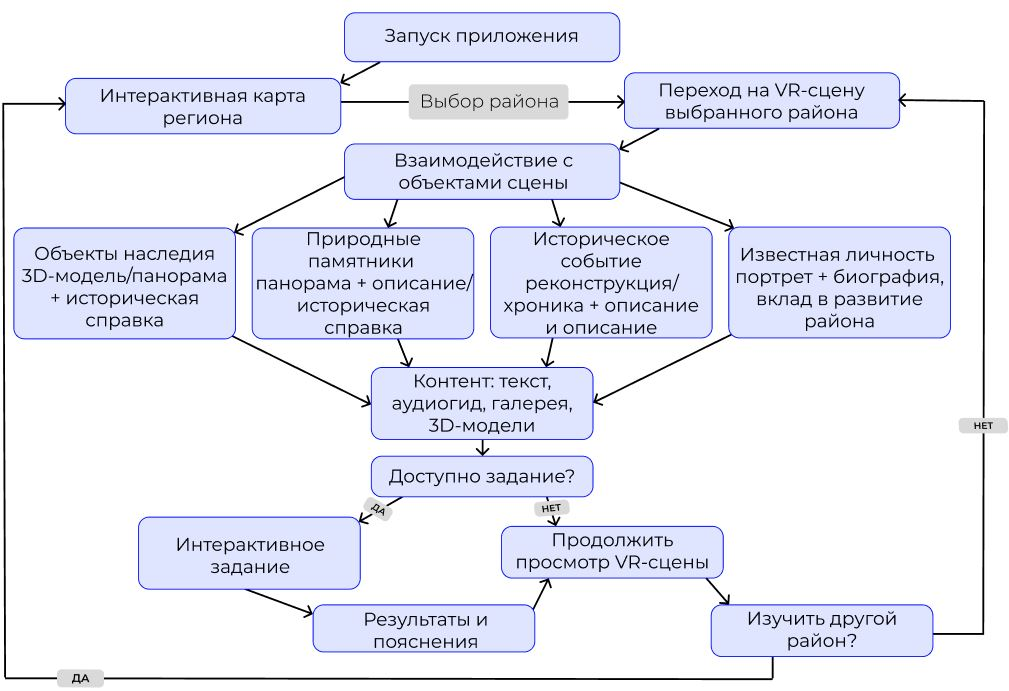 Запуск приложения
Интерактивная карта
региона
Выбор района
Переход на VR-сцену
выбранного района
Взаимодействие с
объектами сцены
Объекты наследия
3D-модель/панорама
+ историческая
справка
Природные
памятники
панорама + описание/
историческая
справка
Историческое
событие
реконструкция/
хроника + описание
и описание
Известная личность
портрет + биография,
вклад в развитие
района
Контент: текст,
аудиогид, галерея,
3D-модели
НЕТ
Доступно задание?
ДА
НЕТ
Интерактивное
задание
Продолжить
просмотр VR-сцены
Результаты и
пояснения
Изучить другой
район?
ДА